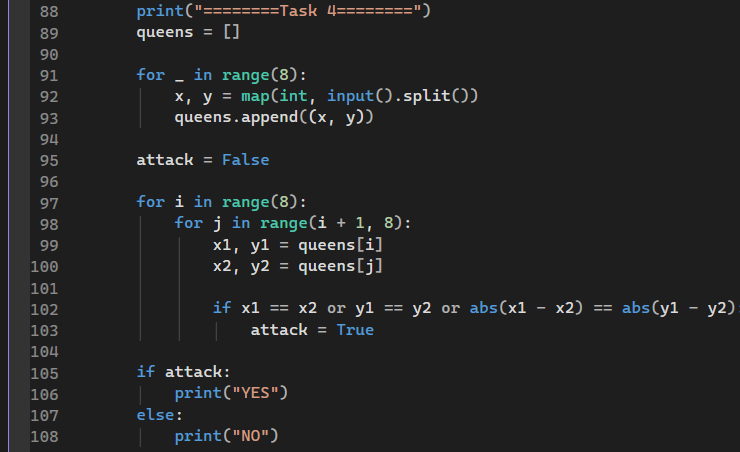 88 print("========Task 4========")
89 queens = []
90
91 for _ in range(8):
92 x, y = map(int, input().split())
93 queens.append((x, y))
94
95 attack = False
96
97 for i in range(8):
98 for j in range(i + 1, 8):
99 x1, y1 = queens[i]
100 x2, y2 = queens[j]
101
102 if x1 == x2 or y1 == y2 or abs(x1 - x2) == abs(y1 - y2):
103 attack = True
104
105 if attack:
106 print("YES")
107 else:
108 print("NO")